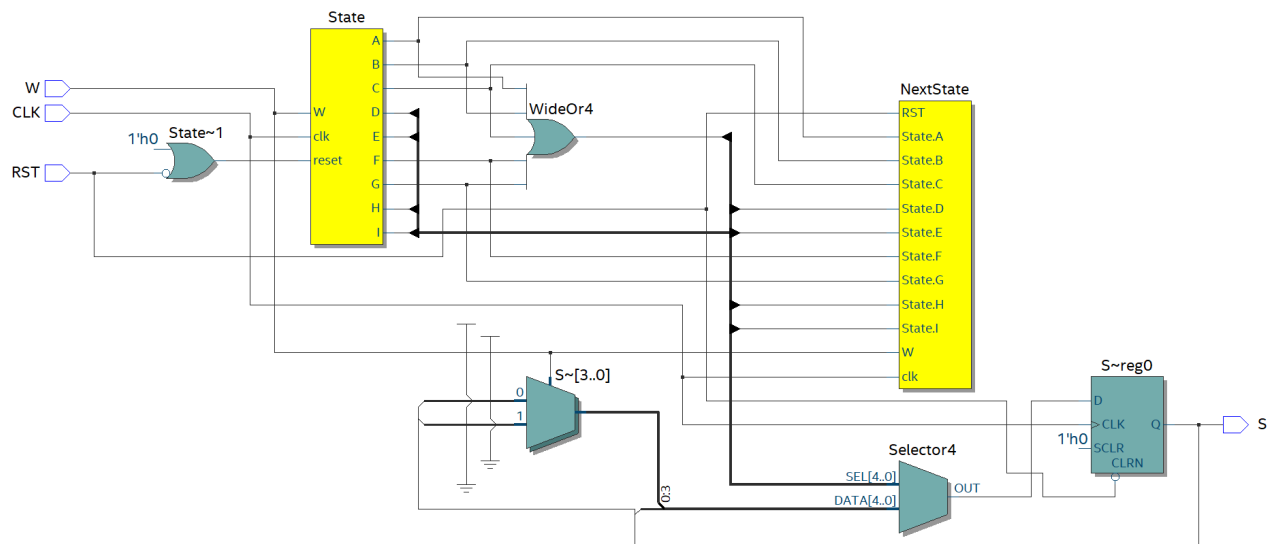 State
A
B
C
D
E
F
G
H
I
W
clk
reset
W
CLK
RST
1'h0
State~1
WideOr4
NextState
RST
State.A
State.B
State.C
State.D
State.E
State.F
State.G
State.H
State.I
W
clk
S~[3..0]
0
1
0:3
Selector4
SEL[4..0]
DATA[4..0]
OUT
S~reg0
D
>CLK
Q
1'h0
SCLR
CLRN
S